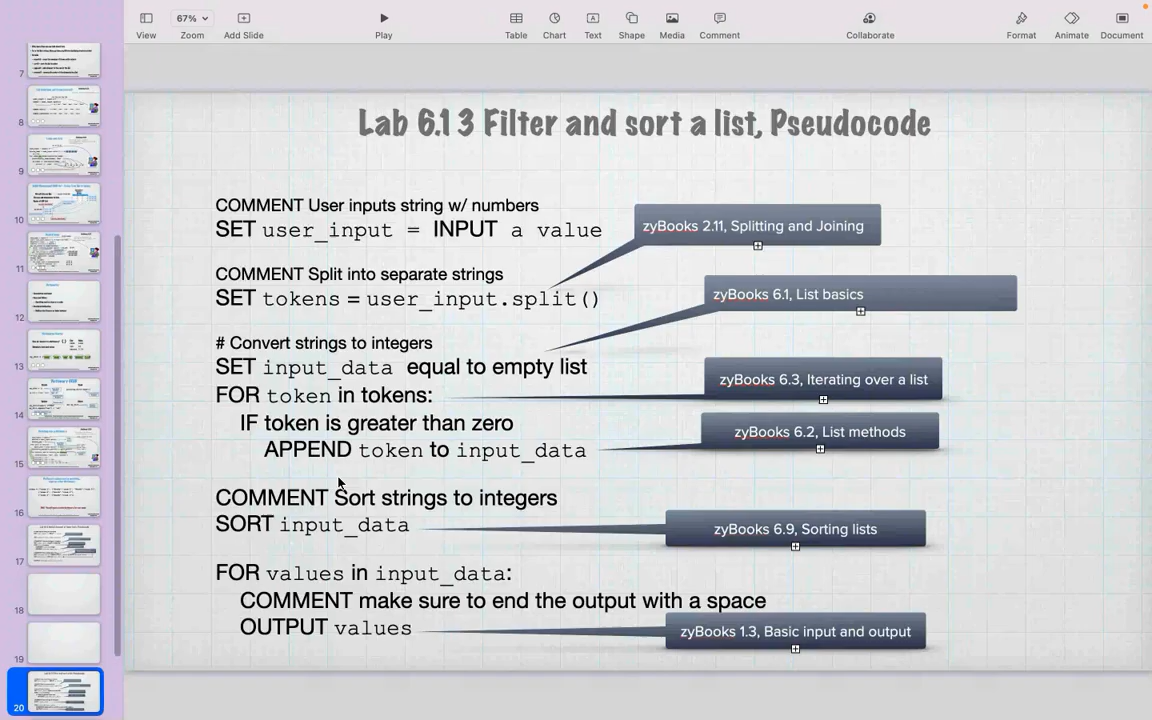 67%
View
Zoom
Add Slide
Play
Table
Chart
Text
Shape
Media
Comment
Collaborate
Format
Animate
Document
7
8
9
10
11
12
13
14
15
16
17
18
19
20
Lab 6.1 3 Filter and sort a list, Pseudocode
COMMENT User inputs string w/ numbers
SET user_input = INPUT a value
zyBooks 2.11, Splitting and Joining
COMMENT Split into separate strings
SET tokens = user_input.split()
zyBooks 6.1, List basics
# Convert strings to integers
SET input_data equal to empty list
FOR token in tokens:
zyBooks 6.3, Iterating over a list
IF token is greater than zero
APPEND token to input_data
zyBooks 6.2, List methods
COMMENT Sort strings to integers
SORT input_data
zyBooks 6.9, Sorting lists
FOR values in input_data:
COMMENT make sure to end the output with a space
OUTPUT values
zyBooks 1.3, Basic input and output